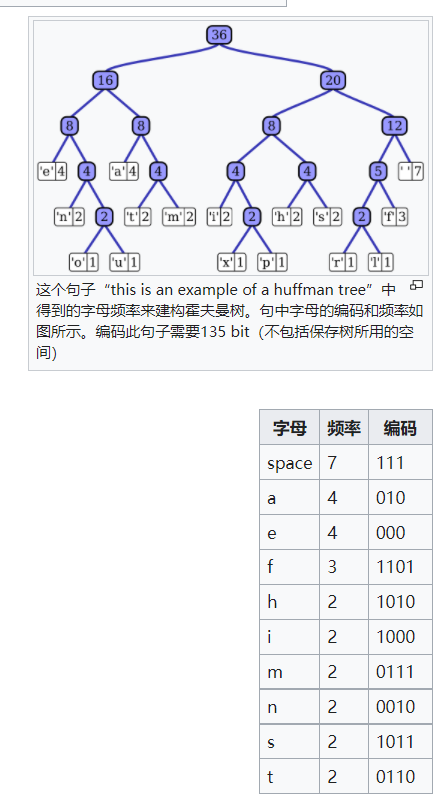 36
16 20
8 8 8 12
'e' 4 4 'a' 4 4 4 4 5 ' ' 7
'n' 2 2 't' 2 'm' 2 'i' 2 2 'h' 2 's' 2 2 'f' 3
'o' 1 'u' 1 'x' 1 'p' 1 'r' 1 'l' 1
这个句子“this is an example of a huffman tree”中
得到的字母频率来建构霍夫曼树。句中字母的编码和频率如
图所示。编码此句子需要135 bit（不包括保存树所用的空
间）
字母 频率 编码
space 7 111
a 4 010
e 4 000
f 3 1101
h 2 1010
i 2 1000
m 2 0111
n 2 0010
s 2 1011
t 2 0110